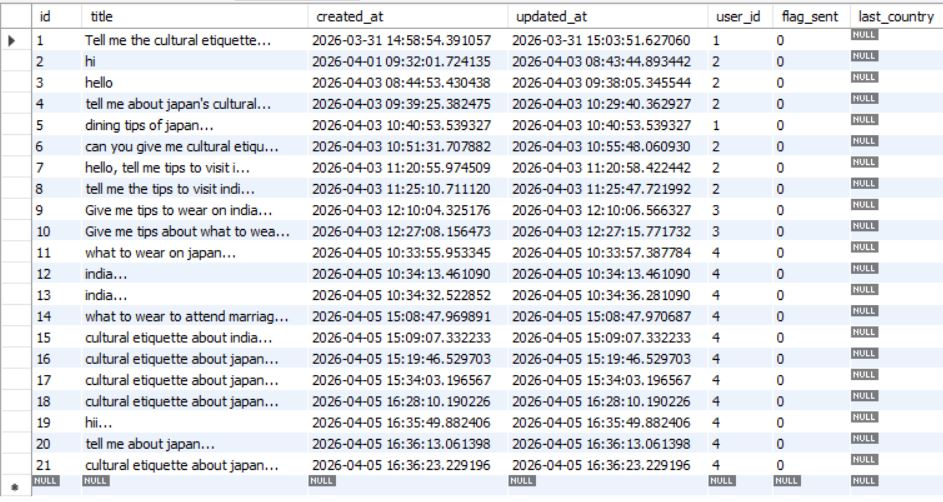 id title created_at updated_at user_id flag_sent last_country
1 Tell me the cultural etiquette... 2026-03-31 14:58:54.391057 2026-03-31 15:03:51.627060 1 0 NULL
2 hi 2026-04-01 09:32:01.724135 2026-04-03 08:43:44.893442 2 0 NULL
3 hello 2026-04-03 08:44:53.430438 2026-04-03 09:38:05.345544 2 0 NULL
4 tell me about japan's cultural... 2026-04-03 09:39:25.382475 2026-04-03 10:29:40.362927 2 0 NULL
5 dining tips of japan... 2026-04-03 10:40:53.539327 2026-04-03 10:40:53.539327 1 0 NULL
6 can you give me cultural etiqu... 2026-04-03 10:51:31.707882 2026-04-03 10:55:48.060930 2 0 NULL
7 hello, tell me tips to visit i... 2026-04-03 11:20:55.974509 2026-04-03 11:20:58.422442 2 0 NULL
8 tell me the tips to visit indi... 2026-04-03 11:25:10.711120 2026-04-03 11:25:47.721992 2 0 NULL
9 Give me tips to wear on india... 2026-04-03 12:10:04.325176 2026-04-03 12:10:06.566327 3 0 NULL
10 Give me tips about what to wea... 2026-04-03 12:27:08.156473 2026-04-03 12:27:15.771732 3 0 NULL
11 what to wear on japan... 2026-04-05 10:33:55.953345 2026-04-05 10:33:57.387784 4 0 NULL
12 india... 2026-04-05 10:34:13.461090 2026-04-05 10:34:13.461090 4 0 NULL
13 india... 2026-04-05 10:34:32.522852 2026-04-05 10:34:36.281090 4 0 NULL
14 what to wear to attend marriag... 2026-04-05 15:08:47.969891 2026-04-05 15:08:47.970687 4 0 NULL
15 cultural etiquette about india... 2026-04-05 15:09:07.332233 2026-04-05 15:09:07.332233 4 0 NULL
16 cultural etiquette about japan... 2026-04-05 15:19:46.529703 2026-04-05 15:19:46.529703 4 0 NULL
17 cultural etiquette about japan... 2026-04-05 15:34:03.196567 2026-04-05 15:34:03.196567 4 0 NULL
18 cultural etiquette about japan... 2026-04-05 16:28:10.190226 2026-04-05 16:28:10.190226 4 0 NULL
19 hii... 2026-04-05 16:35:49.882406 2026-04-05 16:35:49.882406 4 0 NULL
20 tell me about japan... 2026-04-05 16:36:13.061398 2026-04-05 16:36:13.061398 4 0 NULL
21 cultural etiquette about japan... 2026-04-05 16:36:23.229196 2026-04-05 16:36:23.229196 4 0 NULL
NULL NULL NULL NULL NULL NULL NULL